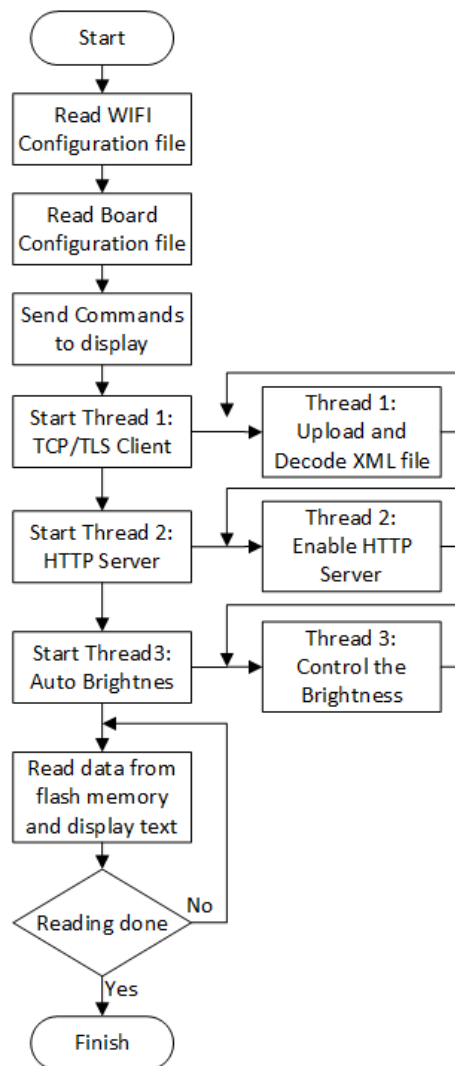 Start
Read WIFI
Configuration file
Read Board
Configuration file
Send Commands
to display
Start Thread 1:
TCP/TLS Client
Thread 1:
Upload and
Decode XML file
Start Thread 2:
HTTP Server
Thread 2:
Enable HTTP
Server
Start Thread3:
Auto Brightnes
Thread 3:
Control the
Brightness
Read data from
flash memory
and display text
Reading done
No
Yes
Finish